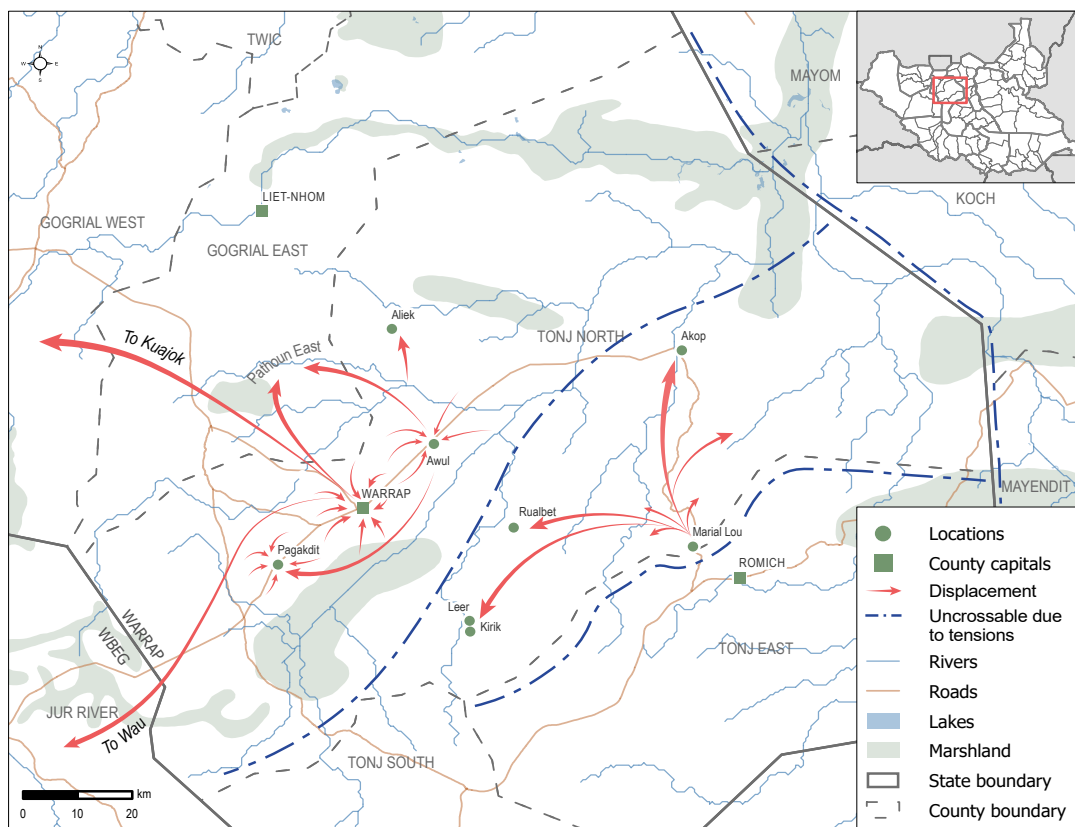 TWIC
N
W E
S
MAYOM
KOCH
LIET-NHOM
GOGRIAL WEST
GOGRIAL EAST
Aliek
TONJ NORTH
Akop
To Kuajok
Pathoun East
Awul
WARRAP
Rualbet
Marial Lou
Pagakdit
ROMICH
MAYENDIT
Leer
Kirik
WARRAP
WBEG
TONJ EAST
JUR RIVER
To Wau
TONJ SOUTH
km
0 10 20
Locations
County capitals
Displacement
Uncrossable due
to tensions
Rivers
Roads
Lakes
Marshland
State boundary
County boundary